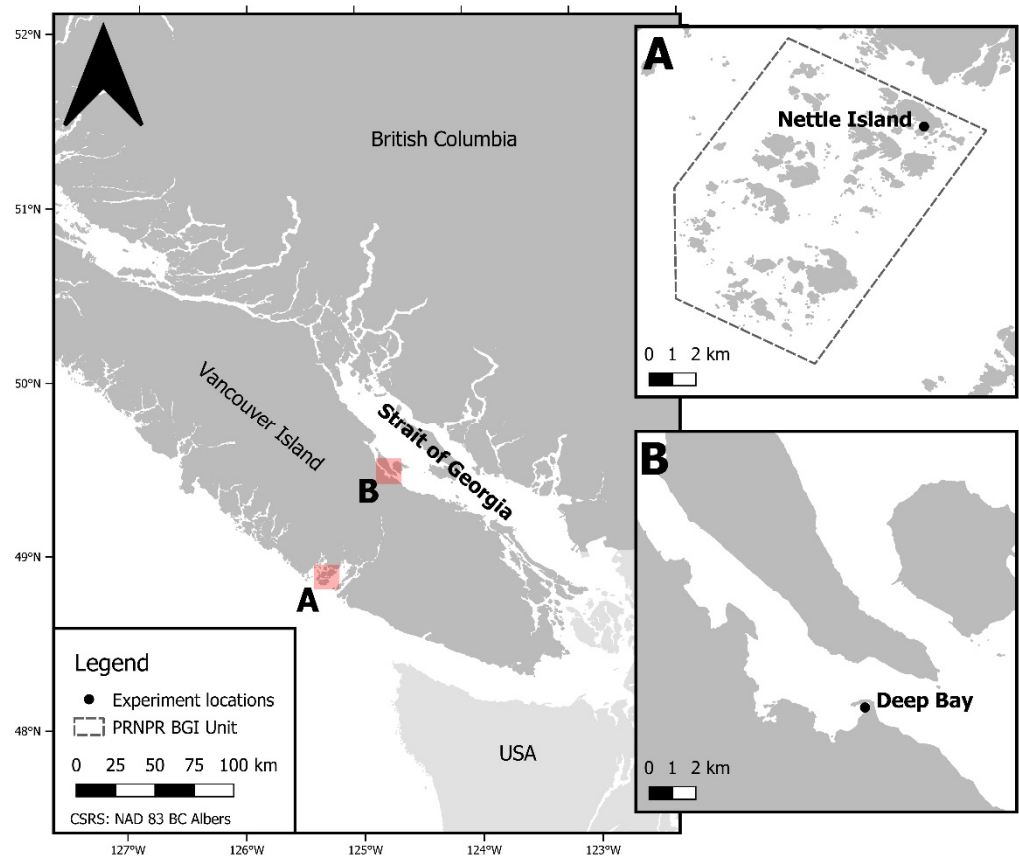 52°N
51°N
50°N
49°N
48°N
127°W
126°W
125°W
124°W
123°W
British Columbia
Vancouver Island
Strait of Georgia
B
A
USA
Legend
Experiment locations
PRNPR BGI Unit
0 25 50 75 100 km
CSRS: NAD 83 BC Albers
A
Nettle Island
0 1 2 km
B
Deep Bay
0 1 2 km